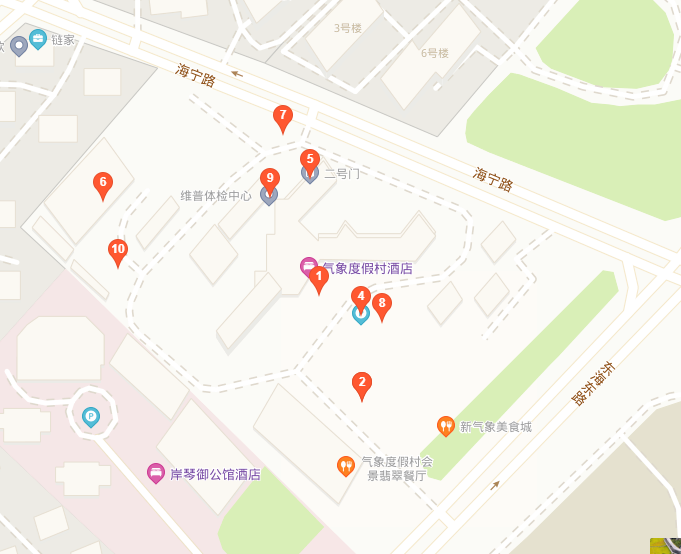 3号楼
链家
6号楼
海宁路
7
5
二号门
海宁路
6
9
维普体检中心
10
气象度假村酒店
1
4
8
2
东海东路
新气象美食城
P
气象度假村会
景翡翠餐厅
岸琴御公馆酒店